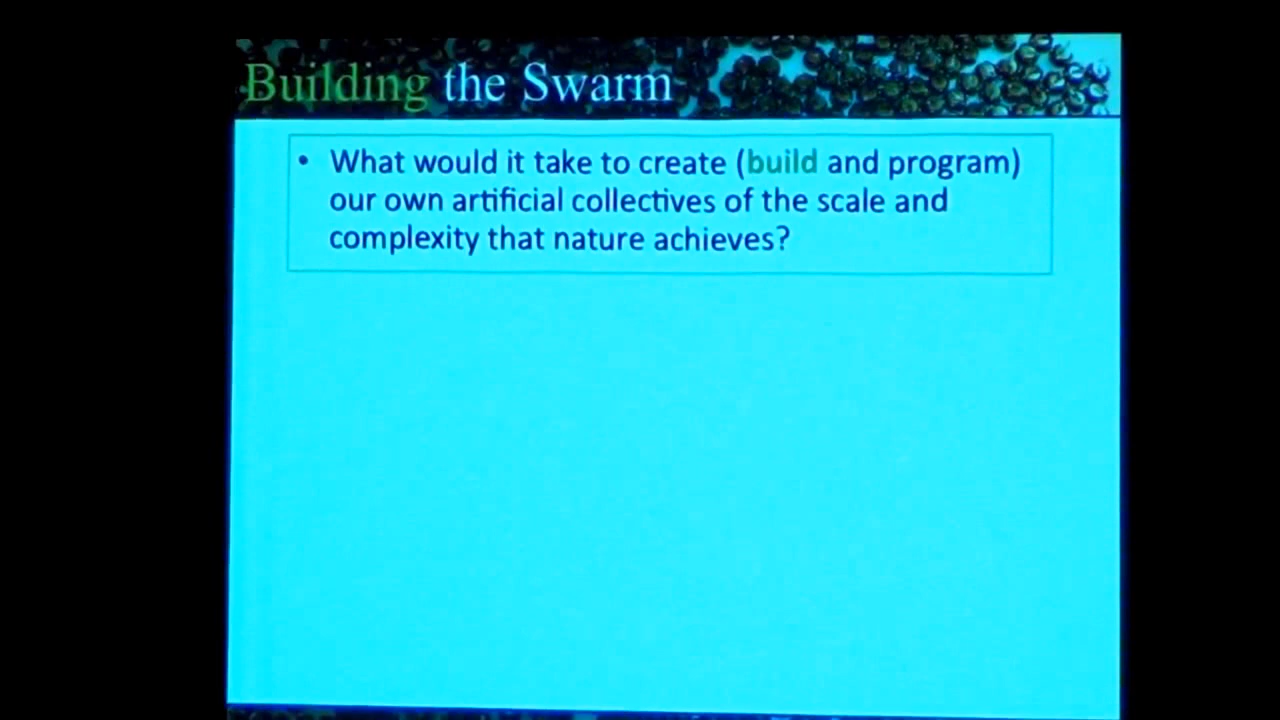 Building the Swarm
• What would it take to create (build and program)
our own artificial collectives of the scale and
complexity that nature achieves?